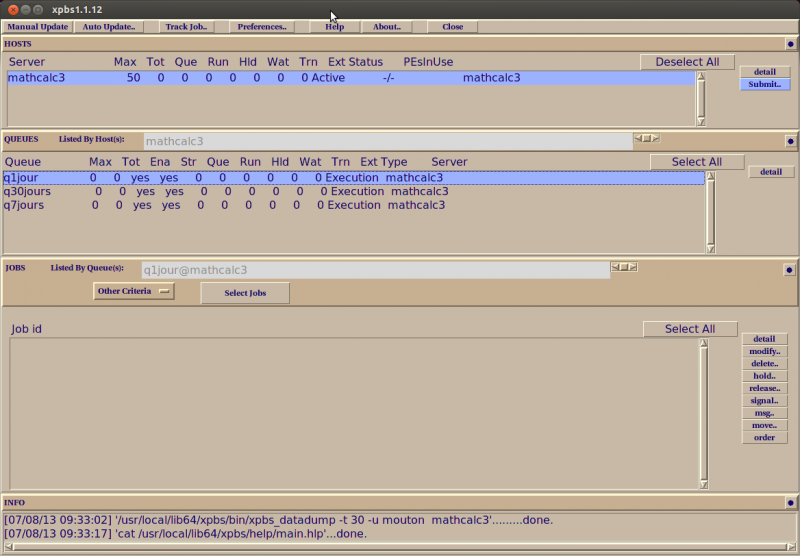 xpbs1.1.12
Manual Update Auto Update.. Track Job.. Preferences.. Help About.. Close
HOSTS
Server Max Tot Que Run Hld Wat Trn Ext Status PEsInUse Deselect All
detail
mathcalc3 50 0 0 0 0 0 0 Active -/- mathcalc3
Submit..
QUEUES Listed By Host(s): mathcalc3
Queue Max Tot Ena Str Que Run Hld Wat Trn Ext Type Server Select All
detail
q1jour 0 0 yes yes 0 0 0 0 0 Execution mathcalc3
q30jours 0 0 yes yes 0 0 0 0 0 Execution mathcalc3
q7jours 0 0 yes yes 0 0 0 0 0 Execution mathcalc3
JOBS Listed By Queue(s): q1jour@mathcalc3
Other Criteria Select Jobs
Job id Select All
detail
modify..
delete..
hold..
release..
signal..
msg..
move..
order
INFO
[07/08/13 09:33:02] '/usr/local/lib64/xpbs/bin/xpbs_datadump -t 30 -u mouton mathcalc3'.........done.
[07/08/13 09:33:17] 'cat /usr/local/lib64/xpbs/help/main.hlp'...done.